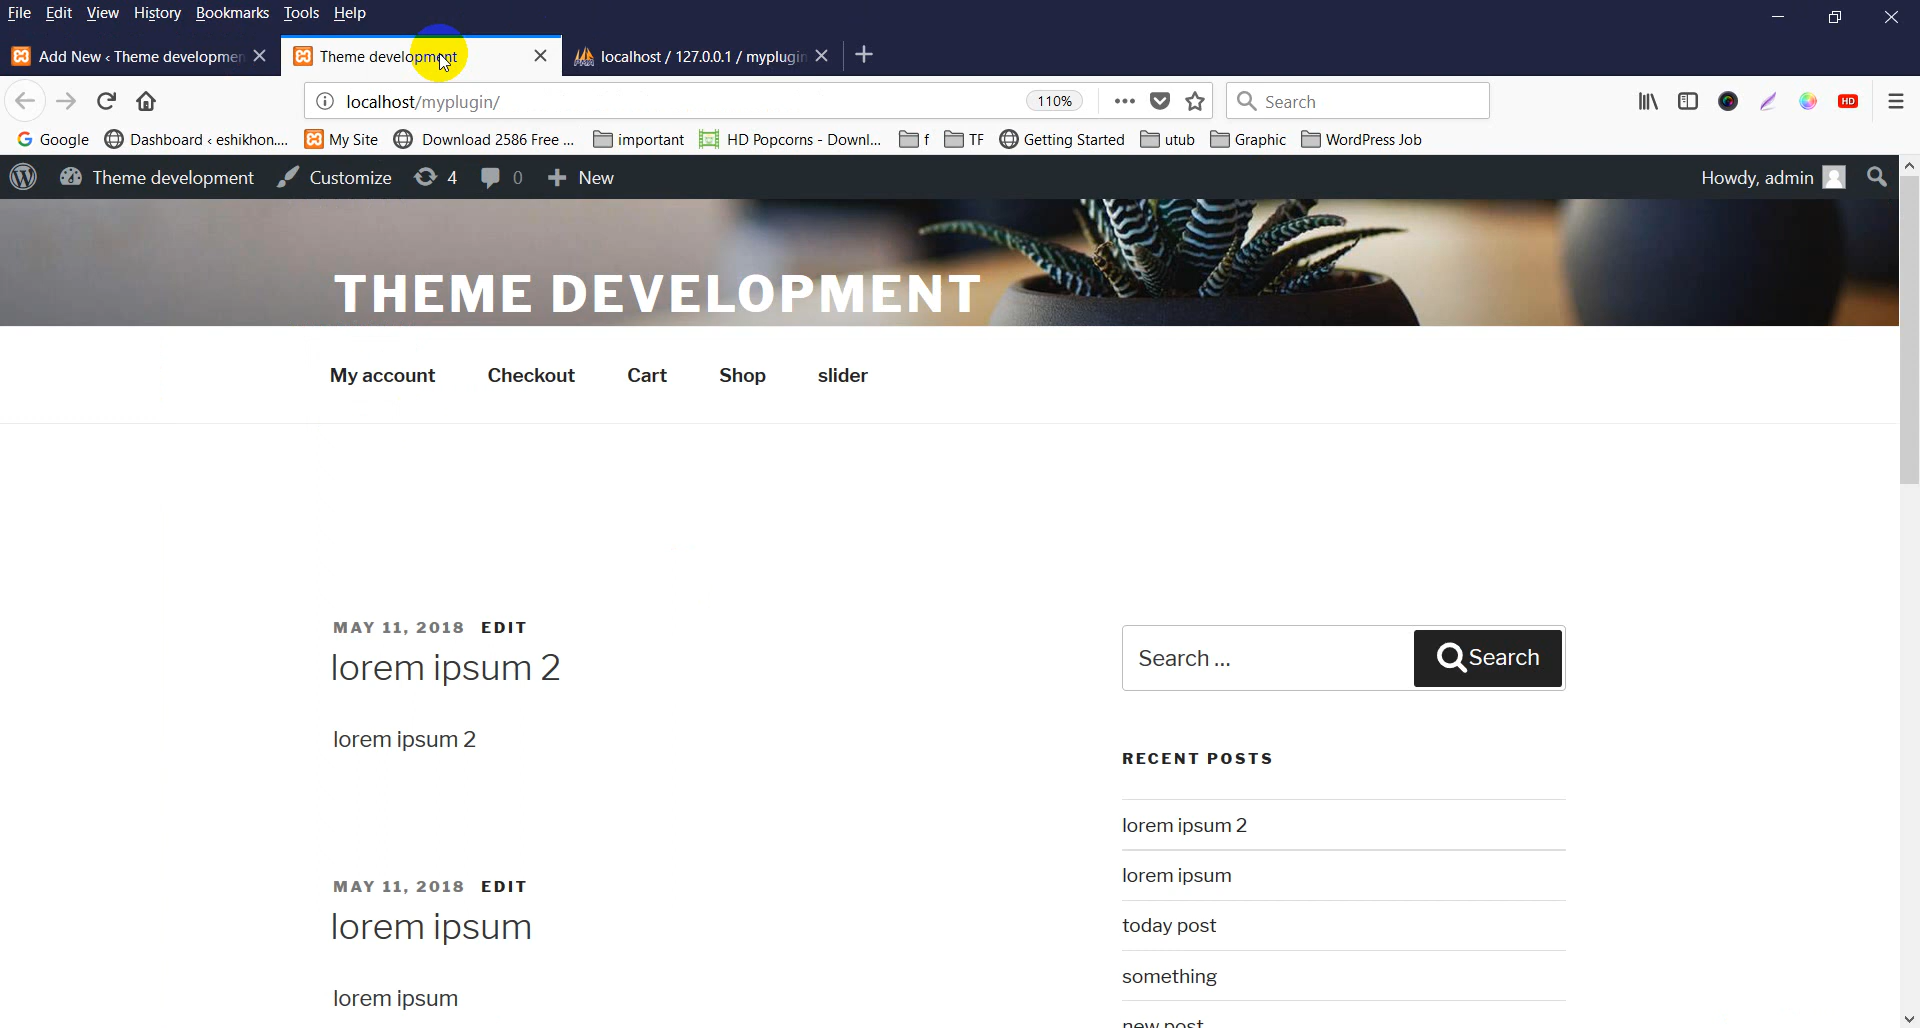 File Edit View History Bookmarks Tools Help
Add New ‹ Theme developmen
Theme development
localhost / 127.0.0.1 / myplugin
localhost/myplugin/
110%
Search
HD
Google
Dashboard ‹ eshikhon....
My Site
Download 2586 Free ...
important
HD Popcorns - Downl...
f
TF
Getting Started
utub
Graphic
WordPress Job
Theme development
Customize
4
0
New
Howdy, admin
THEME DEVELOPMENT
My account
Checkout
Cart
Shop
slider
MAY 11, 2018 EDIT
lorem ipsum 2
lorem ipsum 2
Search ...
Search
RECENT POSTS
lorem ipsum 2
lorem ipsum
today post
something
new post
MAY 11, 2018 EDIT
lorem ipsum
lorem ipsum